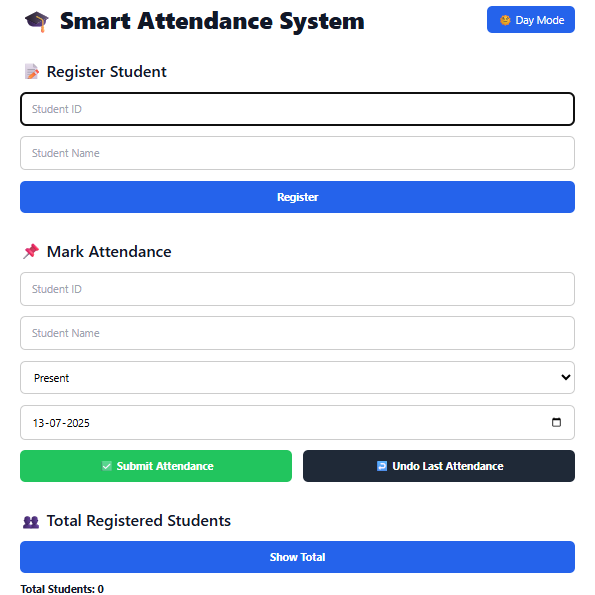 Smart Attendance System
Day Mode
Register Student
Student ID
Student Name
Register
Mark Attendance
Student ID
Student Name
Present
13-07-2025
Submit Attendance
Undo Last Attendance
Total Registered Students
Show Total
Total Students: 0